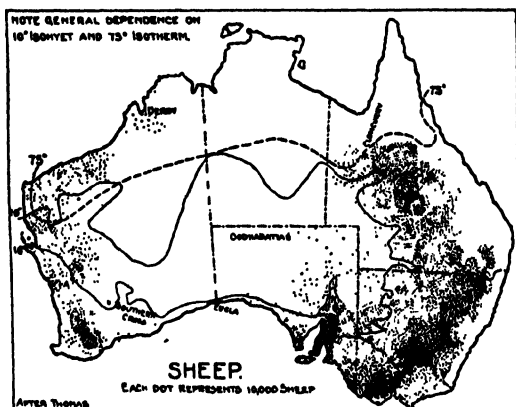 NOTE GENERAL DEPENDENCE ON
10" ISOHYET AND 75° ISOTHERM.
DERBY
75°
75°
10"
10"
OODNADATTA
SOUTHERN
CROSS
EUCLA
SHEEP.
EACH DOT REPRESENTS 10,000 SHEEP
AFTER THOMAS